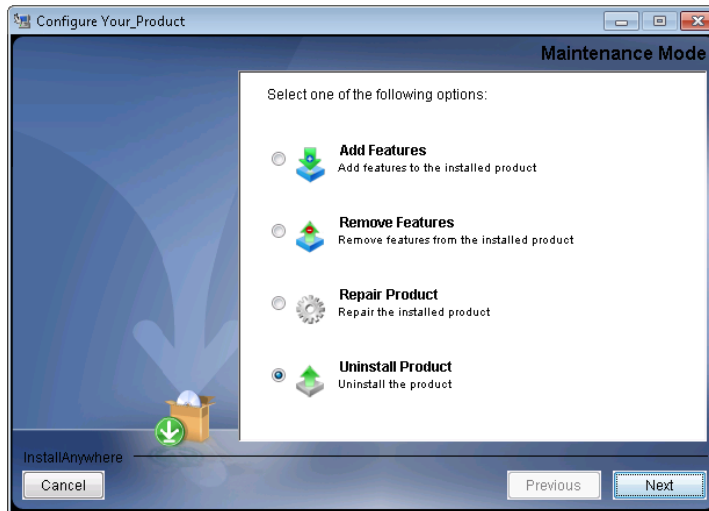 Configure Your_Product
Maintenance Mode
Select one of the following options:
Add Features
Add features to the installed product
Remove Features
Remove features from the installed product
Repair Product
Repair the installed product
Uninstall Product
Uninstall the product
InstallAnywhere
Cancel
Previous
Next